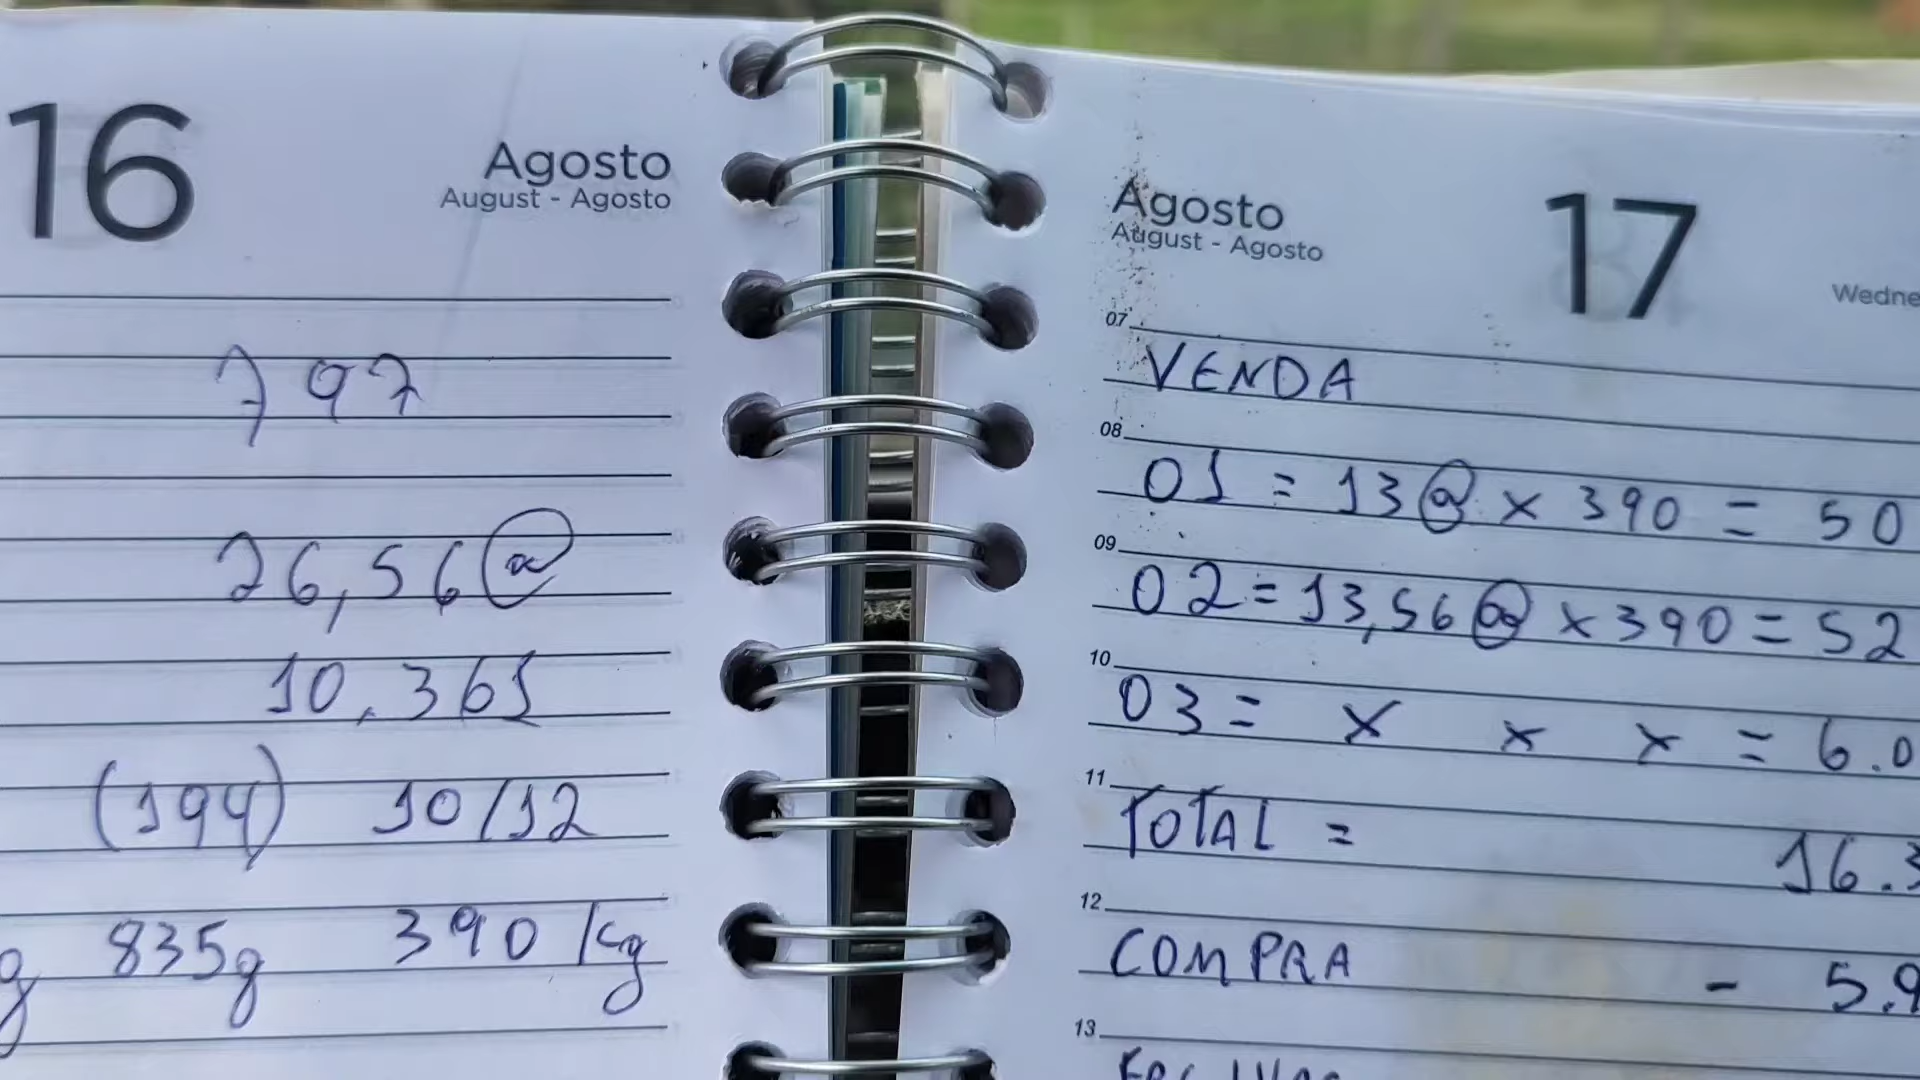 16
Agosto
August - Agosto
797
26,56@
10,361
(194) 10/12
g 835g 390 kg
Agosto
August - Agosto
17
Wedne
07
VENDA
08
01 = 13@ x 390 = 50
09
02 = 13,56@ x 390 = 52
10
03 = x x x = 6.0
11
TOTAL = 16.3
12
COMPRA - 5.9
13